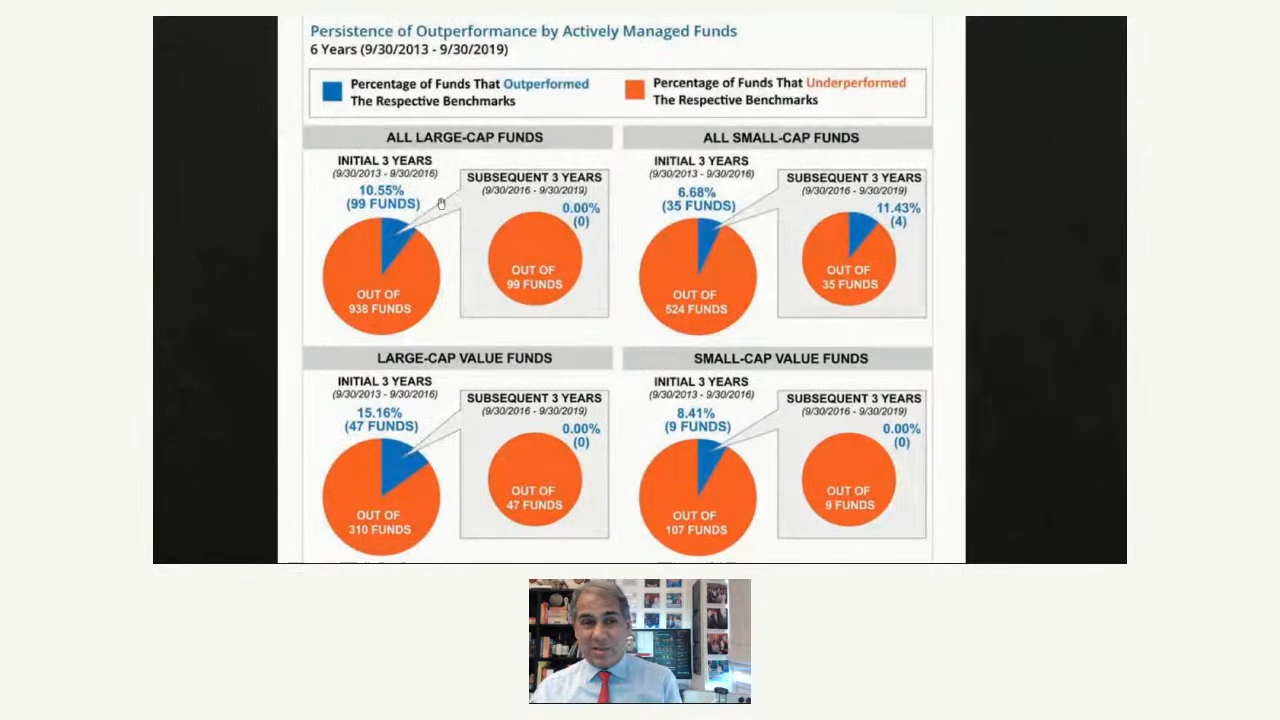 Persistence of Outperformance by Actively Managed Funds
6 Years (9/30/2013 - 9/30/2019)
Percentage of Funds That Outperformed
The Respective Benchmarks
Percentage of Funds That Underperformed
The Respective Benchmarks
ALL LARGE-CAP FUNDS
INITIAL 3 YEARS
(9/30/2013 - 9/30/2016)
10.55%
(99 FUNDS)
OUT OF
938 FUNDS
SUBSEQUENT 3 YEARS
(9/30/2016 - 9/30/2019)
0.00%
(0)
OUT OF
99 FUNDS
ALL SMALL-CAP FUNDS
INITIAL 3 YEARS
(9/30/2013 - 9/30/2016)
6.68%
(35 FUNDS)
OUT OF
524 FUNDS
SUBSEQUENT 3 YEARS
(9/30/2016 - 9/30/2019)
11.43%
(4)
OUT OF
35 FUNDS
LARGE-CAP VALUE FUNDS
INITIAL 3 YEARS
(9/30/2013 - 9/30/2016)
15.16%
(47 FUNDS)
OUT OF
310 FUNDS
SUBSEQUENT 3 YEARS
(9/30/2016 - 9/30/2019)
0.00%
(0)
OUT OF
47 FUNDS
SMALL-CAP VALUE FUNDS
INITIAL 3 YEARS
(9/30/2013 - 9/30/2016)
8.41%
(9 FUNDS)
OUT OF
107 FUNDS
SUBSEQUENT 3 YEARS
(9/30/2016 - 9/30/2019)
0.00%
(0)
OUT OF
9 FUNDS